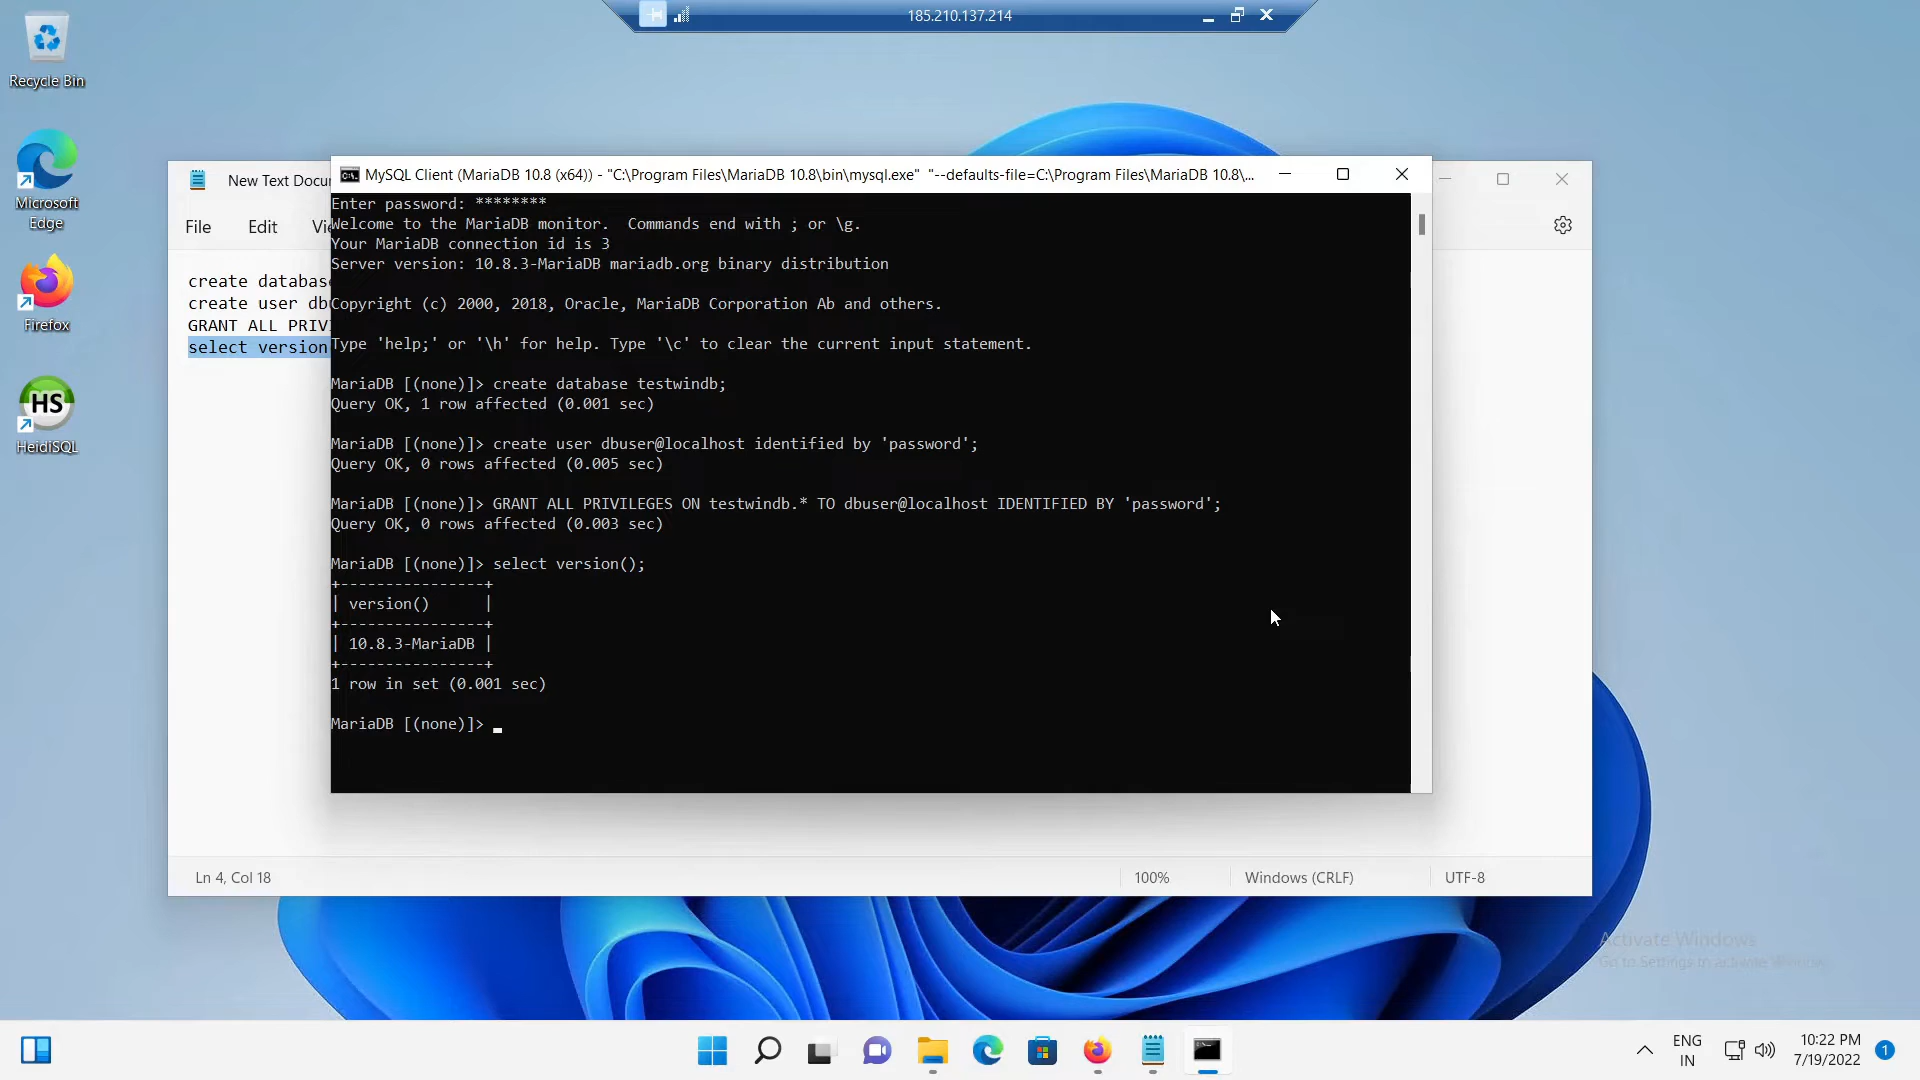 185.210.137.214
Recycle Bin
Microsoft
Edge
Firefox
HS
HeidiSQL
New Text Docu
File Edit Vi
create database
create user db
GRANT ALL PRIV
select version
MySQL Client (MariaDB 10.8 (x64)) - "C:\Program Files\MariaDB 10.8\bin\mysql.exe" "--defaults-file=C:\Program Files\MariaDB 10.8\...
Enter password: ********
Welcome to the MariaDB monitor.  Commands end with ; or \g.
Your MariaDB connection id is 3
Server version: 10.8.3-MariaDB mariadb.org binary distribution
Copyright (c) 2000, 2018, Oracle, MariaDB Corporation Ab and others.
Type 'help;' or '\h' for help. Type '\c' to clear the current input statement.
MariaDB [(none)]> create database testwindb;
Query OK, 1 row affected (0.001 sec)
MariaDB [(none)]> create user dbuser@localhost identified by 'password';
Query OK, 0 rows affected (0.005 sec)
MariaDB [(none)]> GRANT ALL PRIVILEGES ON testwindb.* TO dbuser@localhost IDENTIFIED BY 'password';
Query OK, 0 rows affected (0.003 sec)
MariaDB [(none)]> select version();
+----------------+
| version()      |
+----------------+
| 10.8.3-MariaDB |
+----------------+
1 row in set (0.001 sec)
MariaDB [(none)]> _
Ln 4, Col 18
100%
Windows (CRLF)
UTF-8
Activate Windows
Go to Settings to activate Windows.
ENG
IN
10:22 PM
7/19/2022
1